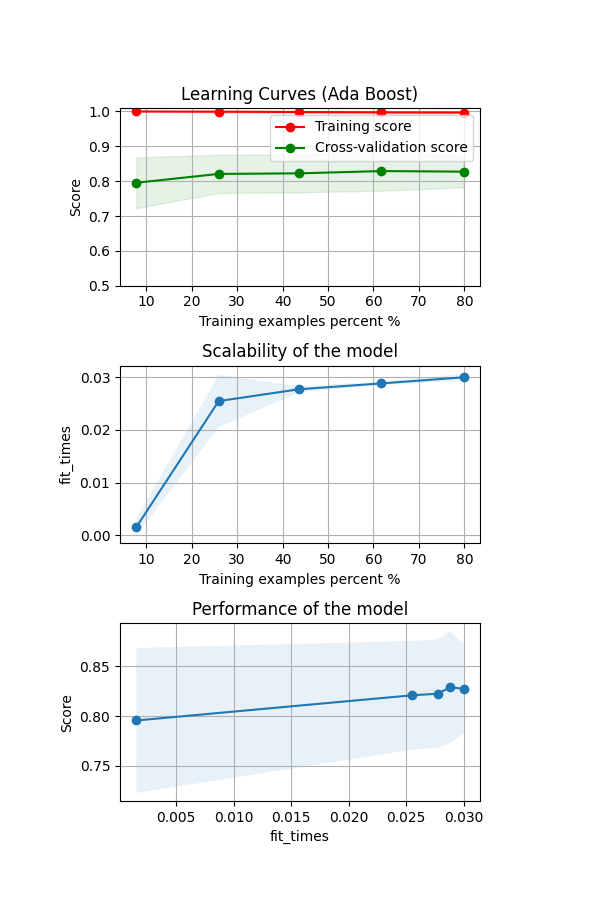 Learning Curves (Ada Boost)
1.0
0.9
0.8
0.7
0.6
0.5
Score
Training score
Cross-validation score
10 20 30 40 50 60 70 80
Training examples percent %
Scalability of the model
0.03
0.02
0.01
0.00
fit_times
10 20 30 40 50 60 70 80
Training examples percent %
Performance of the model
0.85
0.80
0.75
Score
0.005 0.010 0.015 0.020 0.025 0.030
fit_times